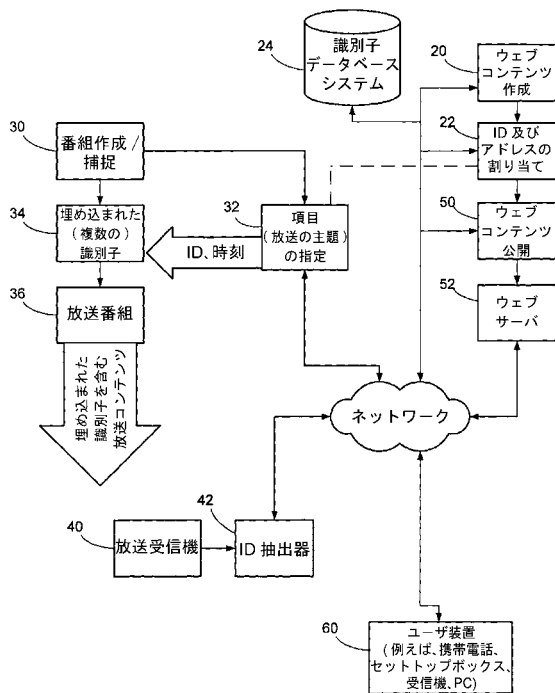 24
識別子
データベース
システム
20
ウェブ
コンテンツ
作成
22
ID 及び
アドレスの
割り当て
30
番組作成/
捕捉
34
埋め込まれた
(複数の)
識別子
ID、時刻
32
項目
(放送の主題)
の指定
50
ウェブ
コンテンツ
公開
36
放送番組
52
ウェブ
サーバ
埋め込まれた
識別子を含む
放送コンテンツ
ネットワーク
40
放送受信機
42
ID 抽出器
60
ユーザ装置
(例えば、携帯電話、
セットトップボックス、
受信機、PC)